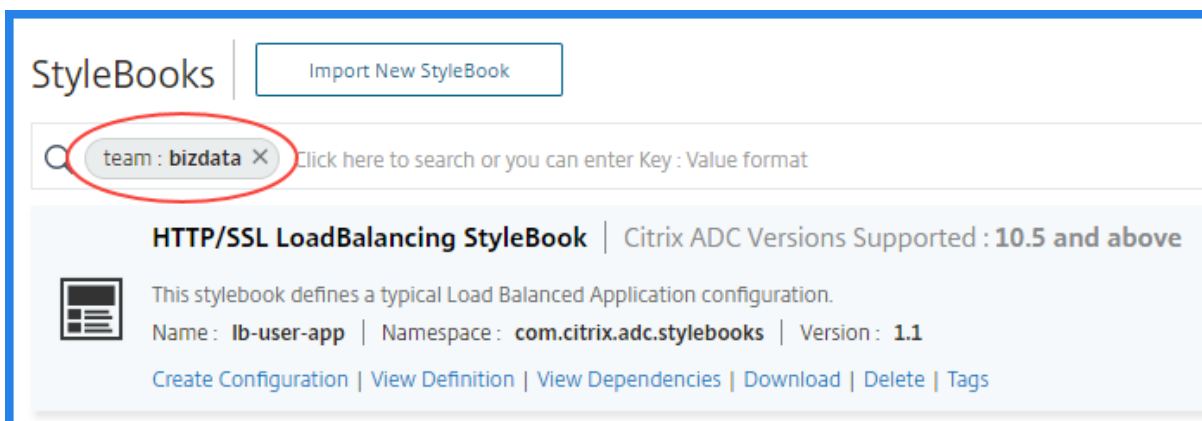 StyleBooks
Import New StyleBook
team : bizdata × Click here to search or you can enter Key : Value format
HTTP/SSL LoadBalancing StyleBook | Citrix ADC Versions Supported : 10.5 and above
This stylebook defines a typical Load Balanced Application configuration.
Name : lb-user-app | Namespace : com.citrix.adc.stylebooks | Version : 1.1
Create Configuration | View Definition | View Dependencies | Download | Delete | Tags